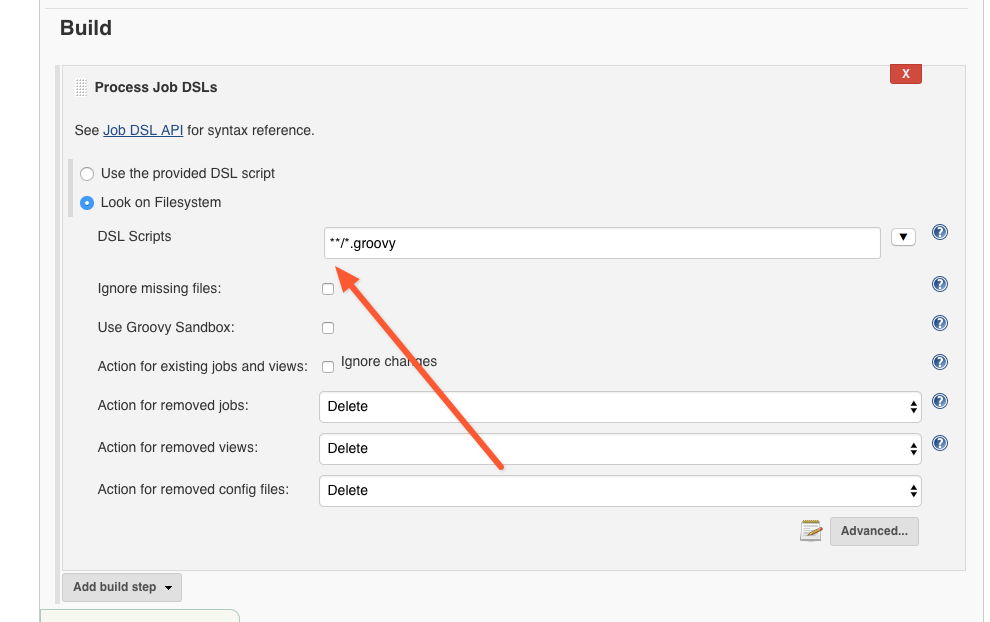 Build
Process Job DSLs
X
See Job DSL API for syntax reference.
Use the provided DSL script
Look on Filesystem
DSL Scripts
**/*.groovy
Ignore missing files:
Use Groovy Sandbox:
Action for existing jobs and views:
Ignore changes
Action for removed jobs:
Delete
Action for removed views:
Delete
Action for removed config files:
Delete
Advanced...
Add build step